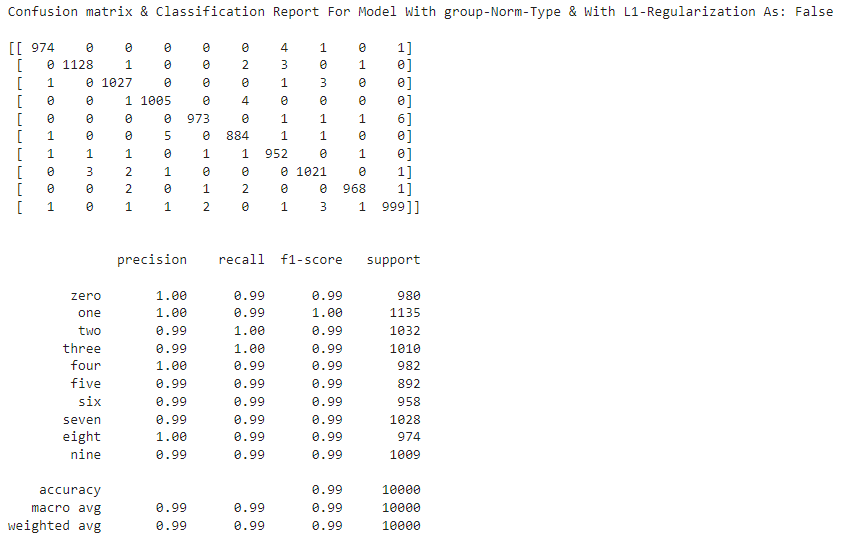 Confusion matrix & Classification Report For Model With group-Norm-Type & With L1-Regularization As: False
[[ 974 0 0 0 0 0 4 1 0 1]
[ 0 1128 1 0 0 2 3 0 1 0]
[ 1 0 1027 0 0 0 1 3 0 0]
[ 0 0 1 1005 0 4 0 0 0 0]
[ 0 0 0 0 973 0 1 1 1 6]
[ 1 0 0 5 0 884 1 1 0 0]
[ 1 1 1 0 1 1 952 0 1 0]
[ 0 3 2 1 0 0 0 1021 0 1]
[ 0 0 2 0 1 2 0 0 968 1]
[ 1 0 1 1 2 0 1 3 1 999]]
precision recall f1-score support
zero 1.00 0.99 0.99 980
one 1.00 0.99 1.00 1135
two 0.99 1.00 0.99 1032
three 0.99 1.00 0.99 1010
four 1.00 0.99 0.99 982
five 0.99 0.99 0.99 892
six 0.99 0.99 0.99 958
seven 0.99 0.99 0.99 1028
eight 1.00 0.99 0.99 974
nine 0.99 0.99 0.99 1009
accuracy 0.99 10000
macro avg 0.99 0.99 0.99 10000
weighted avg 0.99 0.99 0.99 10000